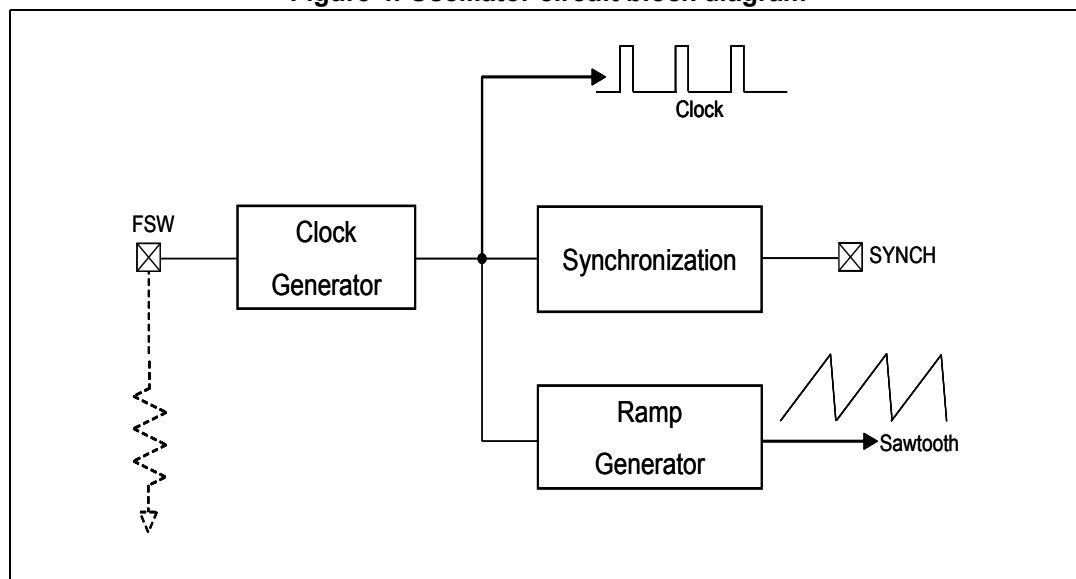 Clock
FSW
Clock
Generator
Synchronization
SYNCH
Ramp
Generator
Sawtooth